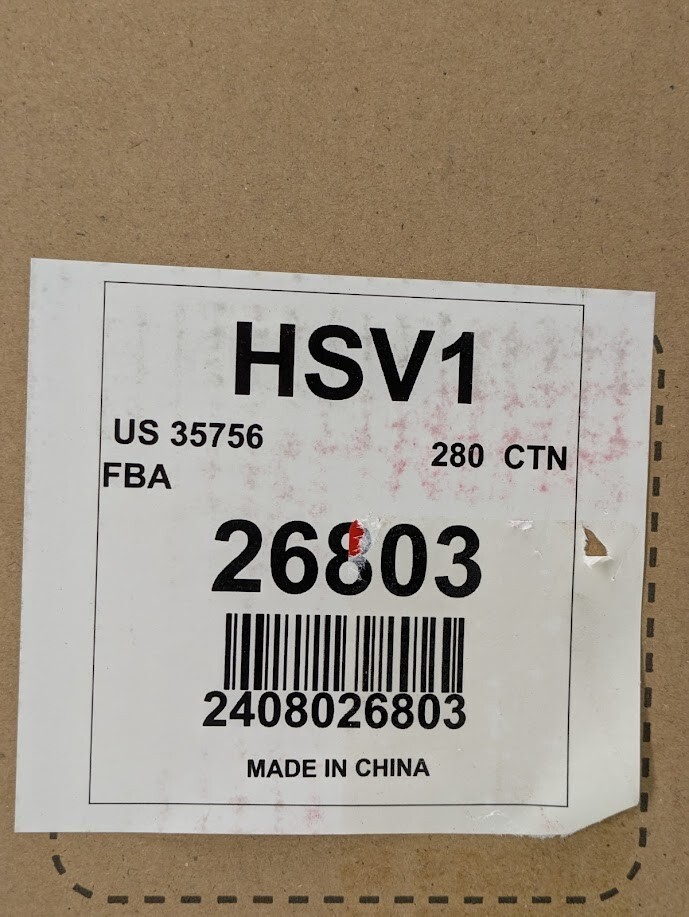 HSV1
US 35756
280 CTN
FBA
26803
2408026803
MADE IN CHINA